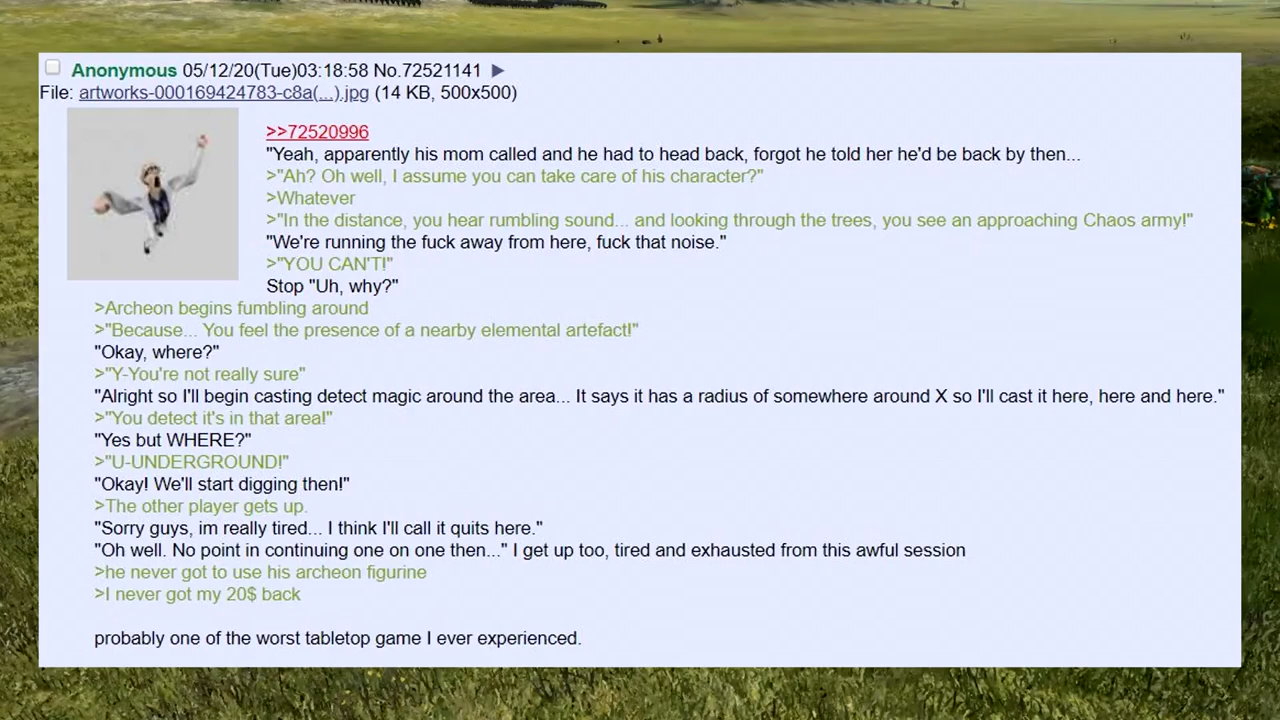 Anonymous 05/12/20(Tue)03:18:58 No.72521141 ▶
File: artworks-000169424783-c8a(...).jpg (14 KB, 500x500)
>>72520996
"Yeah, apparently his mom called and he had to head back, forgot he told her he'd be back by then...
>"Ah? Oh well, I assume you can take care of his character?"
>Whatever
>"In the distance, you hear rumbling sound... and looking through the trees, you see an approaching Chaos army!"
"We're running the fuck away from here, fuck that noise."
>"YOU CAN'T!"
Stop "Uh, why?"
>Archeon begins fumbling around
>"Because... You feel the presence of a nearby elemental artefact!"
"Okay, where?"
>"Y-You're not really sure"
"Alright so I'll begin casting detect magic around the area... It says it has a radius of somewhere around X so I'll cast it here, here and here."
>"You detect it's in that area!"
"Yes but WHERE?"
>"U-UNDERGROUND!"
"Okay! We'll start digging then!"
>The other player gets up.
"Sorry guys, im really tired... I think I'll call it quits here."
"Oh well. No point in continuing one on one then..." I get up too, tired and exhausted from this awful session
>he never got to use his archeon figurine
>I never got my 20$ back
probably one of the worst tabletop game I ever experienced.